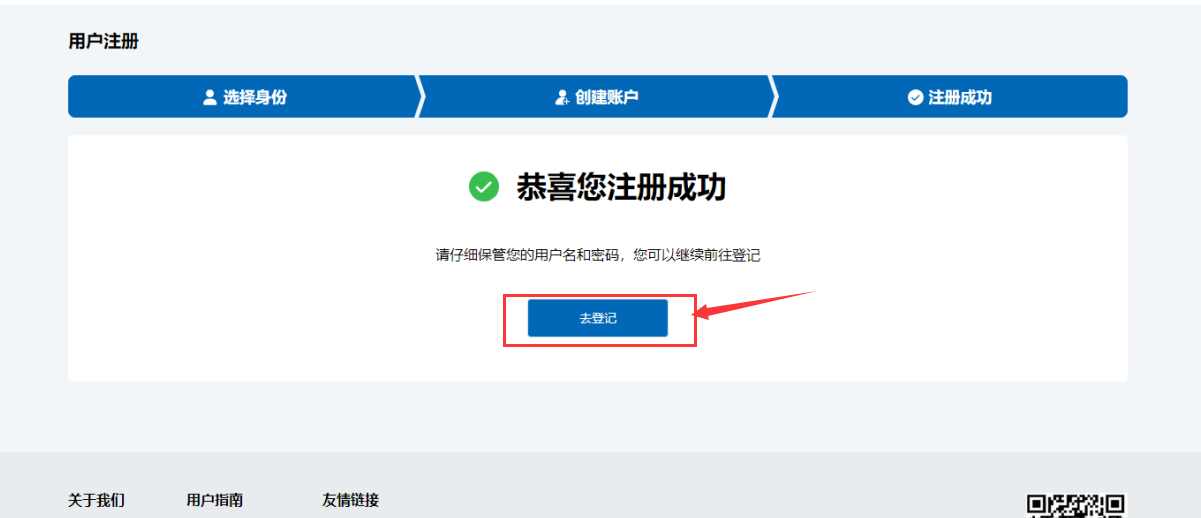 用户注册
选择身份 创建账户 注册成功
恭喜您注册成功
请仔细保管您的用户名和密码，您可以继续前往登记
去登记
关于我们 用户指南 友情链接